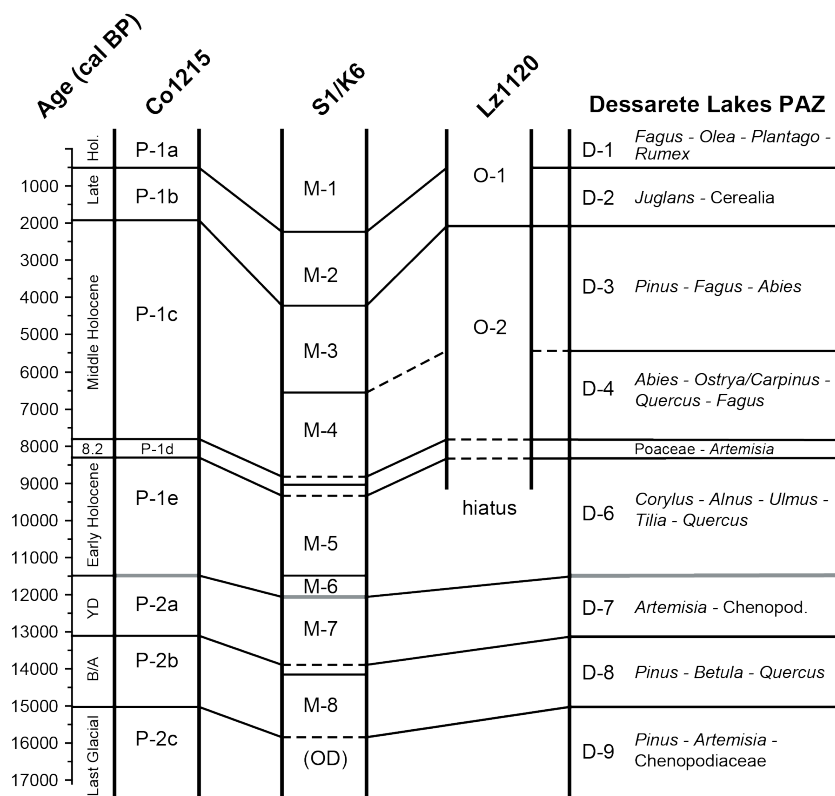 Age (cal BP)
Co1215
S1/K6
Lz1120
Dessarete Lakes PAZ
1000
2000
3000
4000
5000
6000
7000
8000
9000
10000
11000
12000
13000
14000
15000
16000
17000
Late Hol.
Middle Holocene
8.2
Early Holocene
YD
B/A
Last Glacial
P-1a
P-1b
P-1c
P-1d
P-1e
P-2a
P-2b
P-2c
M-1
M-2
M-3
M-4
M-5
M-6
M-7
M-8
(OD)
O-1
O-2
hiatus
D-1 Fagus - Olea - Plantago -
Rumex
D-2 Juglans - Cerealia
D-3 Pinus - Fagus - Abies
D-4 Abies - Ostrya/Carpinus -
Quercus - Fagus
Poaceae - Artemisia
D-6 Corylus - Alnus - Ulmus -
Tilia - Quercus
D-7 Artemisia - Chenopod.
D-8 Pinus - Betula - Quercus
D-9 Pinus - Artemisia -
Chenopodiaceae